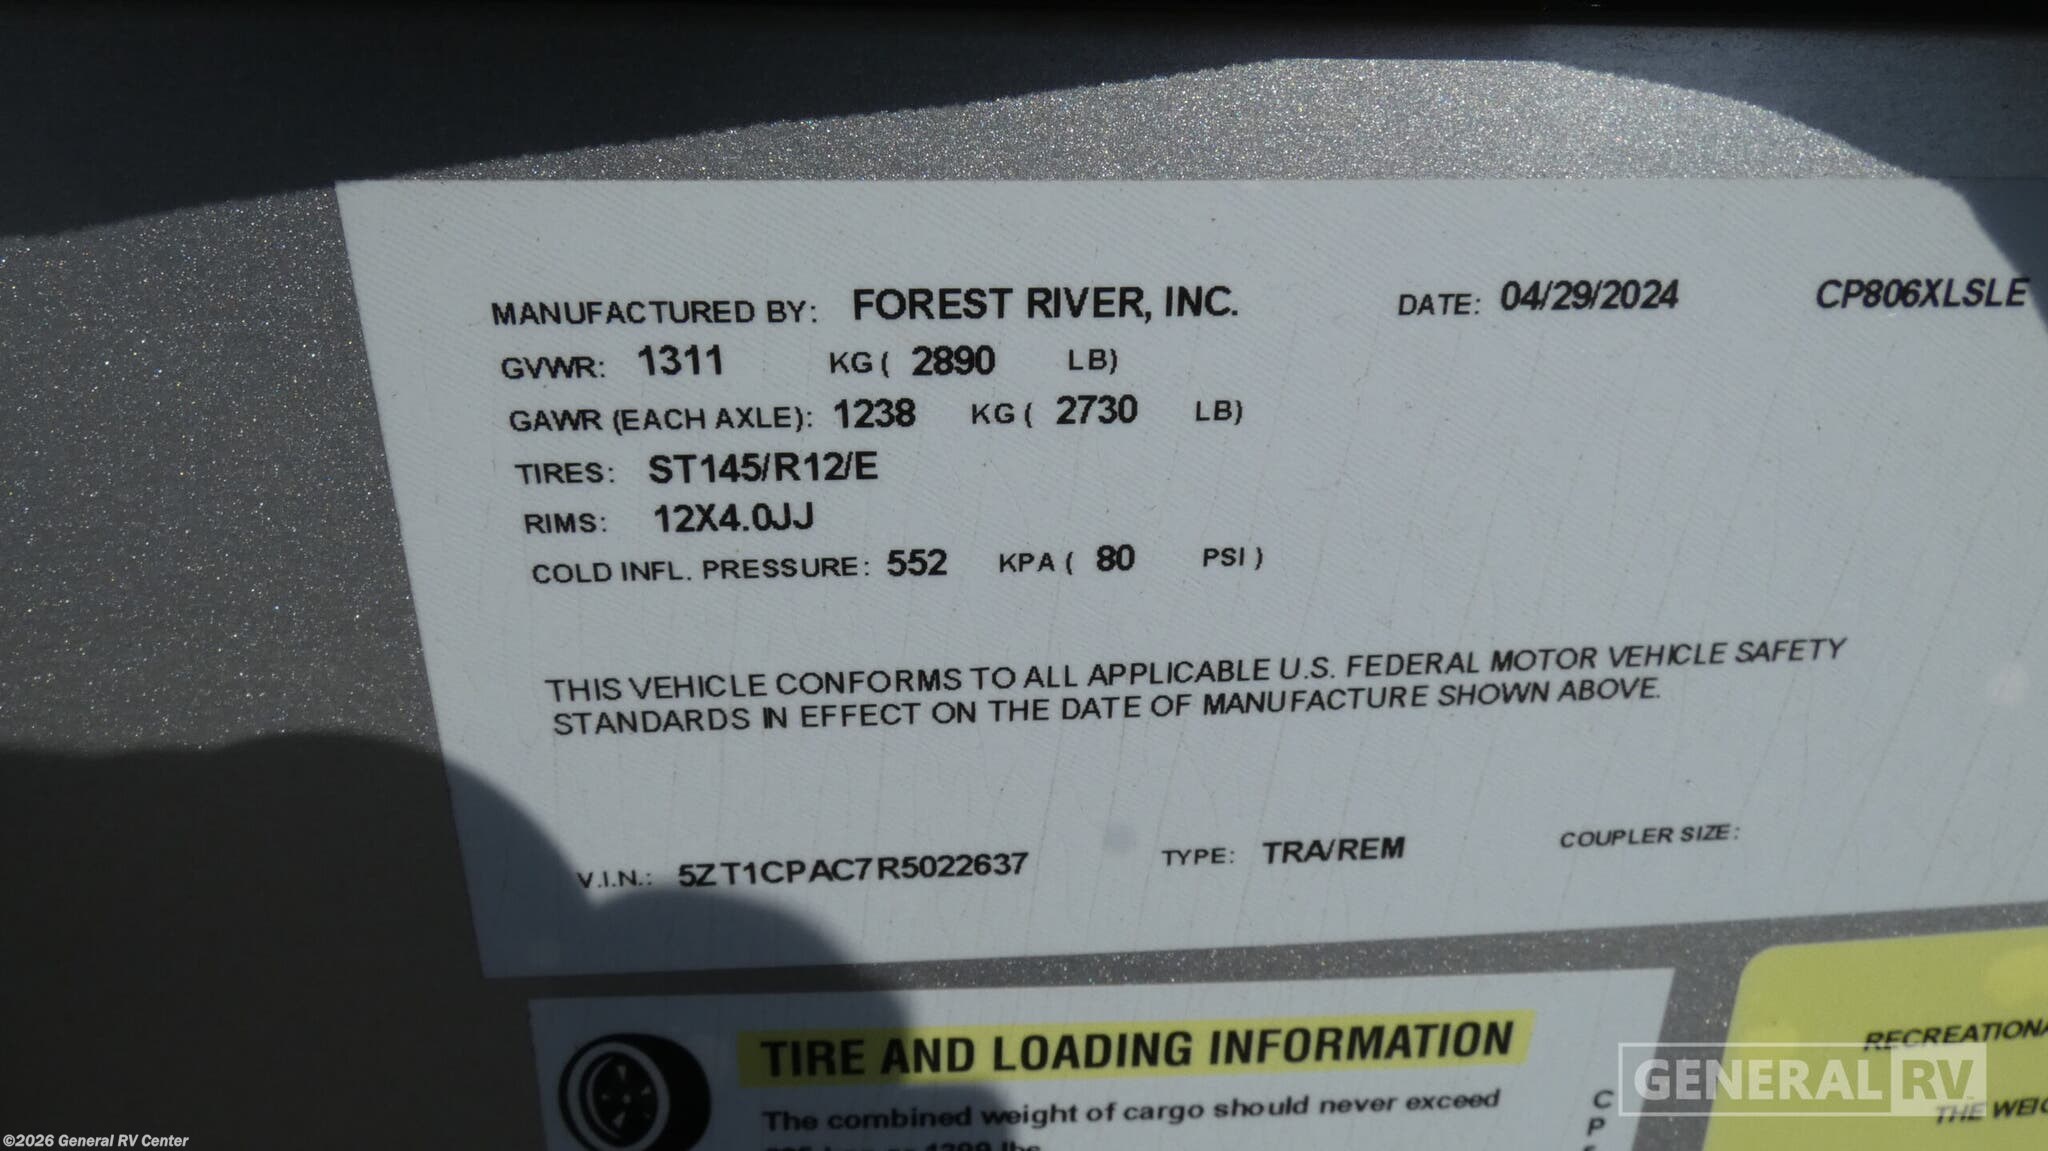 MANUFACTURED BY: FOREST RIVER, INC. DATE: 04/29/2024 CP806XLSLE
GVWR: 1311 KG ( 2890 LB)
GAWR (EACH AXLE): 1238 KG ( 2730 LB)
TIRES: ST145/R12/E
RIMS: 12X4.0JJ
COLD INFL. PRESSURE: 552 KPA ( 80 PSI )
THIS VEHICLE CONFORMS TO ALL APPLICABLE U.S. FEDERAL MOTOR VEHICLE SAFETY
STANDARDS IN EFFECT ON THE DATE OF MANUFACTURE SHOWN ABOVE.
V.I.N.: 5ZT1CPAC7R5022637 TYPE: TRA/REM COUPLER SIZE:
TIRE AND LOADING INFORMATION
The combined weight of cargo should never exceed
C
P
RECREATIONA
THE WEIG
GENERAL RV
©2026 General RV Center